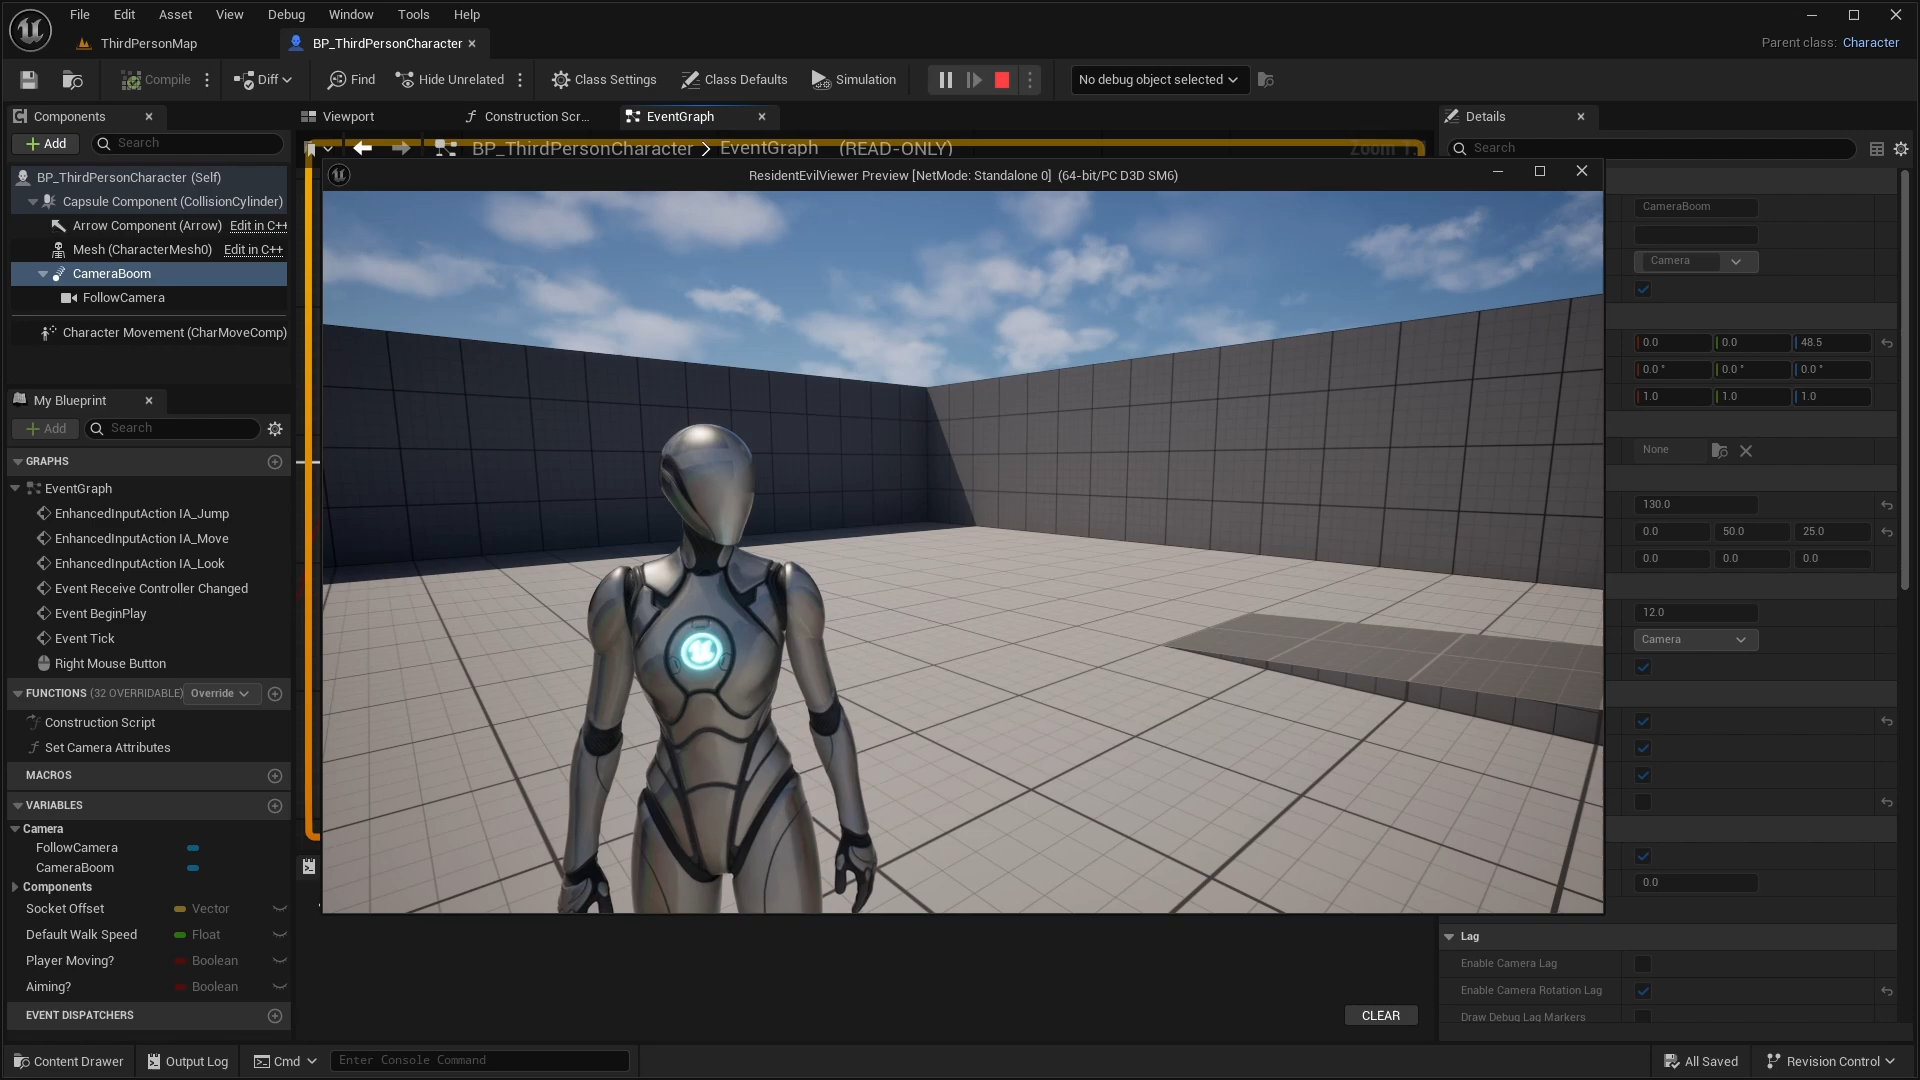 File Edit Asset View Debug Window Tools Help
ThirdPersonMap
BP_ThirdPersonCharacter
Parent class: Character
Compile
Diff
Find
Hide Unrelated
Class Settings
Class Defaults
Simulation
No debug object selected
Components
Viewport
Construction Scr...
EventGraph
Details
Add
Search
BP_ThirdPersonCharacter > EventGraph (READ-ONLY)
Search
BP_ThirdPersonCharacter (Self)
Capsule Component (CollisionCylinder)
Arrow Component (Arrow) Edit in C++
Mesh (CharacterMesh0) Edit in C++
CameraBoom
FollowCamera
Character Movement (CharMoveComp)
ResidentEvilViewer Preview [NetMode: Standalone 0] (64-bit/PC D3D SM6)
CameraBoom
Camera
0.0 0.0 48.5
0.0 ° 0.0 ° 0.0 °
1.0 1.0 1.0
None
130.0
0.0 50.0 25.0
0.0 0.0 0.0
12.0
Camera
0.0
My Blueprint
Add
Search
GRAPHS
EventGraph
EnhancedInputAction IA_Jump
EnhancedInputAction IA_Move
EnhancedInputAction IA_Look
Event Receive Controller Changed
Event BeginPlay
Event Tick
Right Mouse Button
FUNCTIONS (32 OVERRIDABLE) Override
Construction Script
Set Camera Attributes
MACROS
VARIABLES
Camera
FollowCamera
CameraBoom
Components
Socket Offset Vector
Default Walk Speed Float
Player Moving? Boolean
Aiming? Boolean
EVENT DISPATCHERS
Lag
Enable Camera Lag
Enable Camera Rotation Lag
Draw Debug Lag Markers
CLEAR
Content Drawer
Output Log
Cmd
Enter Console Command
All Saved
Revision Control